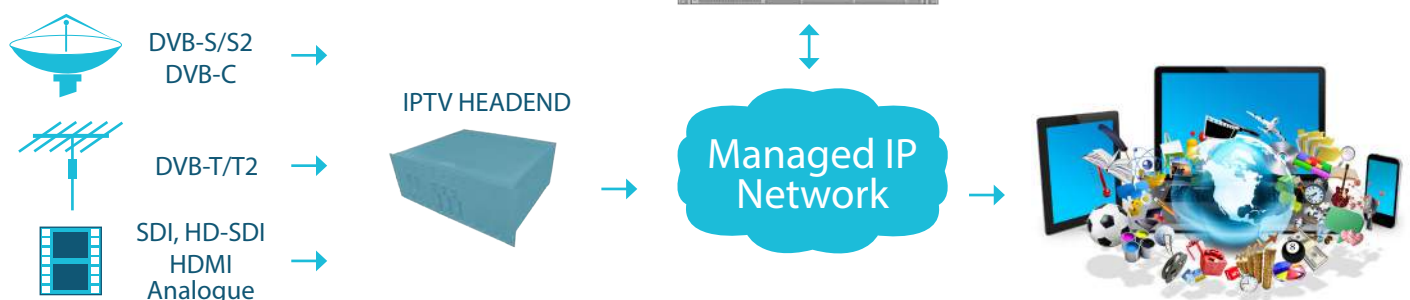 DVB-S/S2
DVB-C
IPTV HEADEND
DVB-T/T2
Managed IP
Network
SDI, HD-SDI
HDMI
Analogue